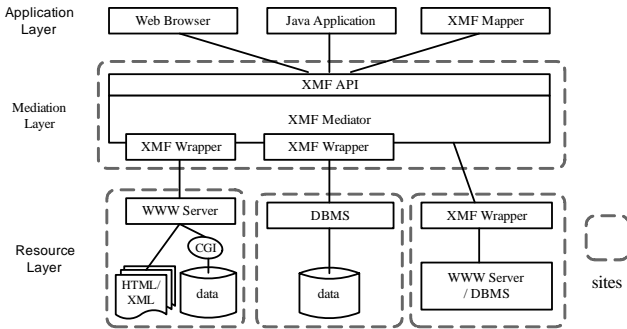 Application
Layer
Web Browser
Java Application
XMF Mapper
Mediation
Layer
XMF API
XMF Mediator
XMF Wrapper
XMF Wrapper
Resource
Layer
WWW Server
CGI
HTML/
XML
data
DBMS
data
XMF Wrapper
WWW Server
/ DBMS
sites